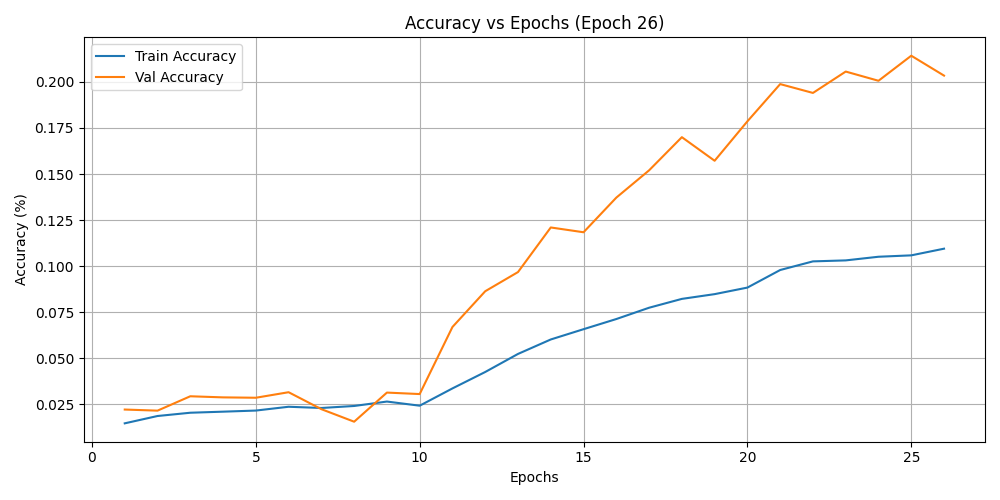 Accuracy vs Epochs (Epoch 26)
Train Accuracy
Val Accuracy
0.200
0.175
0.150
0.125
0.100
0.075
0.050
0.025
Accuracy (%)
0 5 10 15 20 25
Epochs